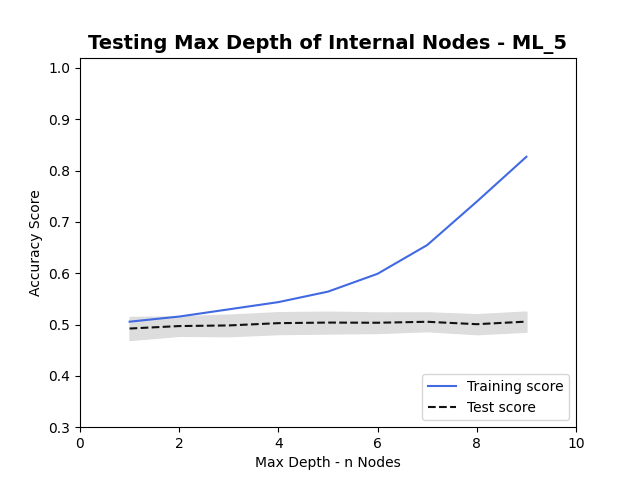 Testing Max Depth of Internal Nodes - ML_5
Accuracy Score
1.0
0.9
0.8
0.7
0.6
0.5
0.4
0.3
0 2 4 6 8 10
Max Depth - n Nodes
Training score
Test score